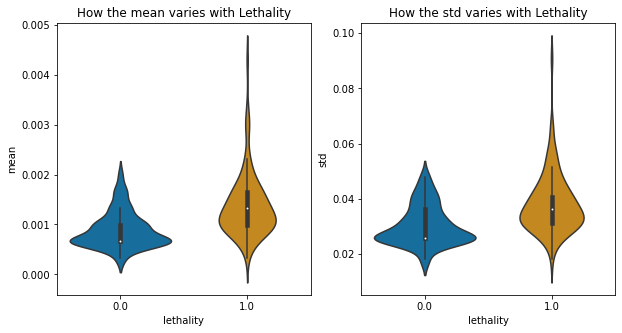 How the mean varies with Lethality
How the std varies with Lethality
0.005
0.004
0.003
0.002
0.001
0.000
mean
0.0
1.0
lethality
0.10
0.08
0.06
0.04
0.02
std
0.0
1.0
lethality